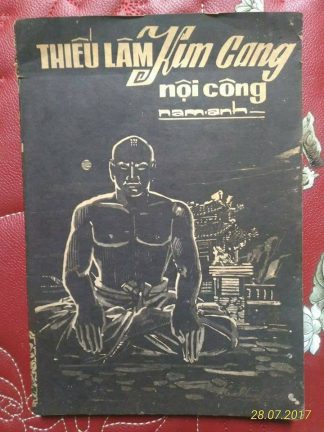 THIẾU LÂM Kim Cang
nội công
nam-anh
28.07.2017